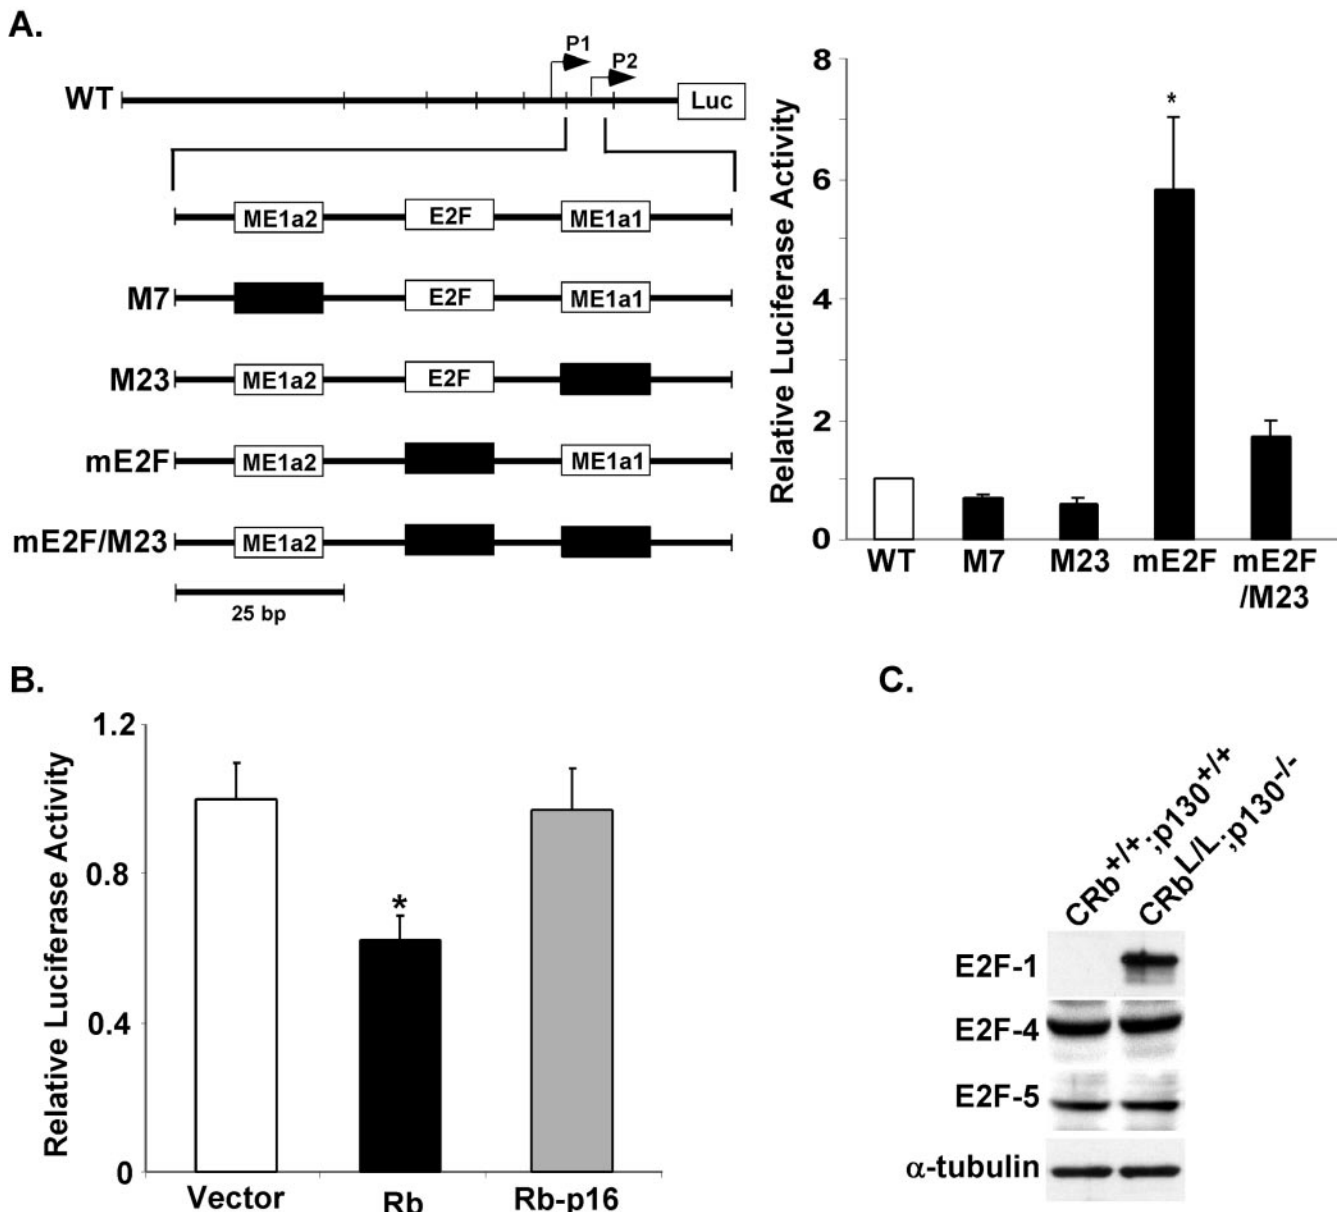 A.
P1
P2
WT
Luc
ME1a2 E2F ME1a1
M7 E2F ME1a1
M23 ME1a2 E2F
mE2F ME1a2 ME1a1
mE2F/M23 ME1a2
25 bp
Relative Luciferase Activity
8
6
4
2
0
*
WT M7 M23 mE2F mE2F
/M23
B.
Relative Luciferase Activity
1.2
0.8
0.4
0
*
Vector Rb Rb-p16
C.
CRb+/+;p130+/+
CRbL/L;p130-/-
E2F-1
E2F-4
E2F-5
α-tubulin